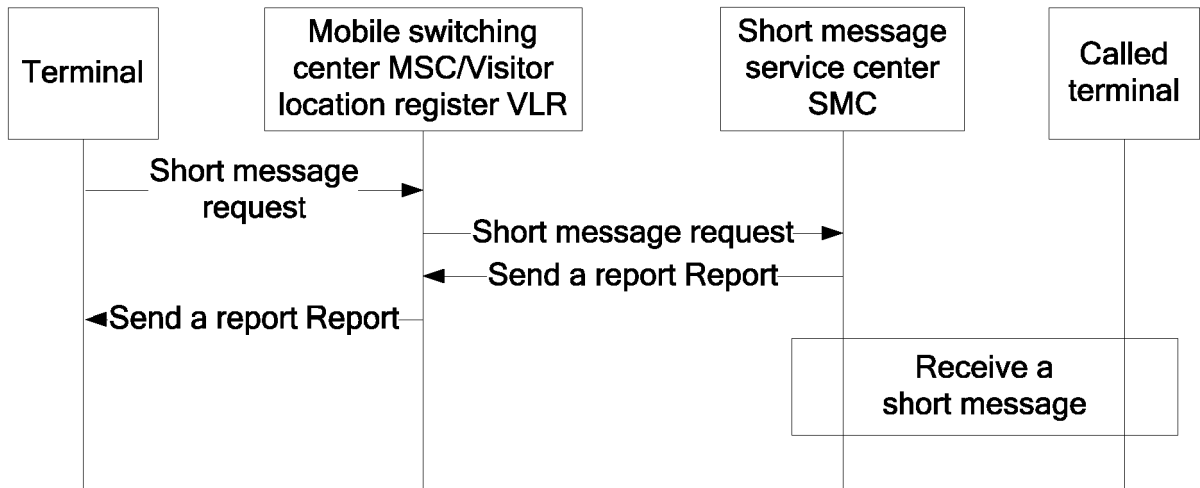 Terminal
Mobile switching
center MSC/Visitor
location register VLR
Short message
service center
SMC
Called
terminal
Short message
request
Short message request
Send a report Report
Send a report Report
Receive a
short message